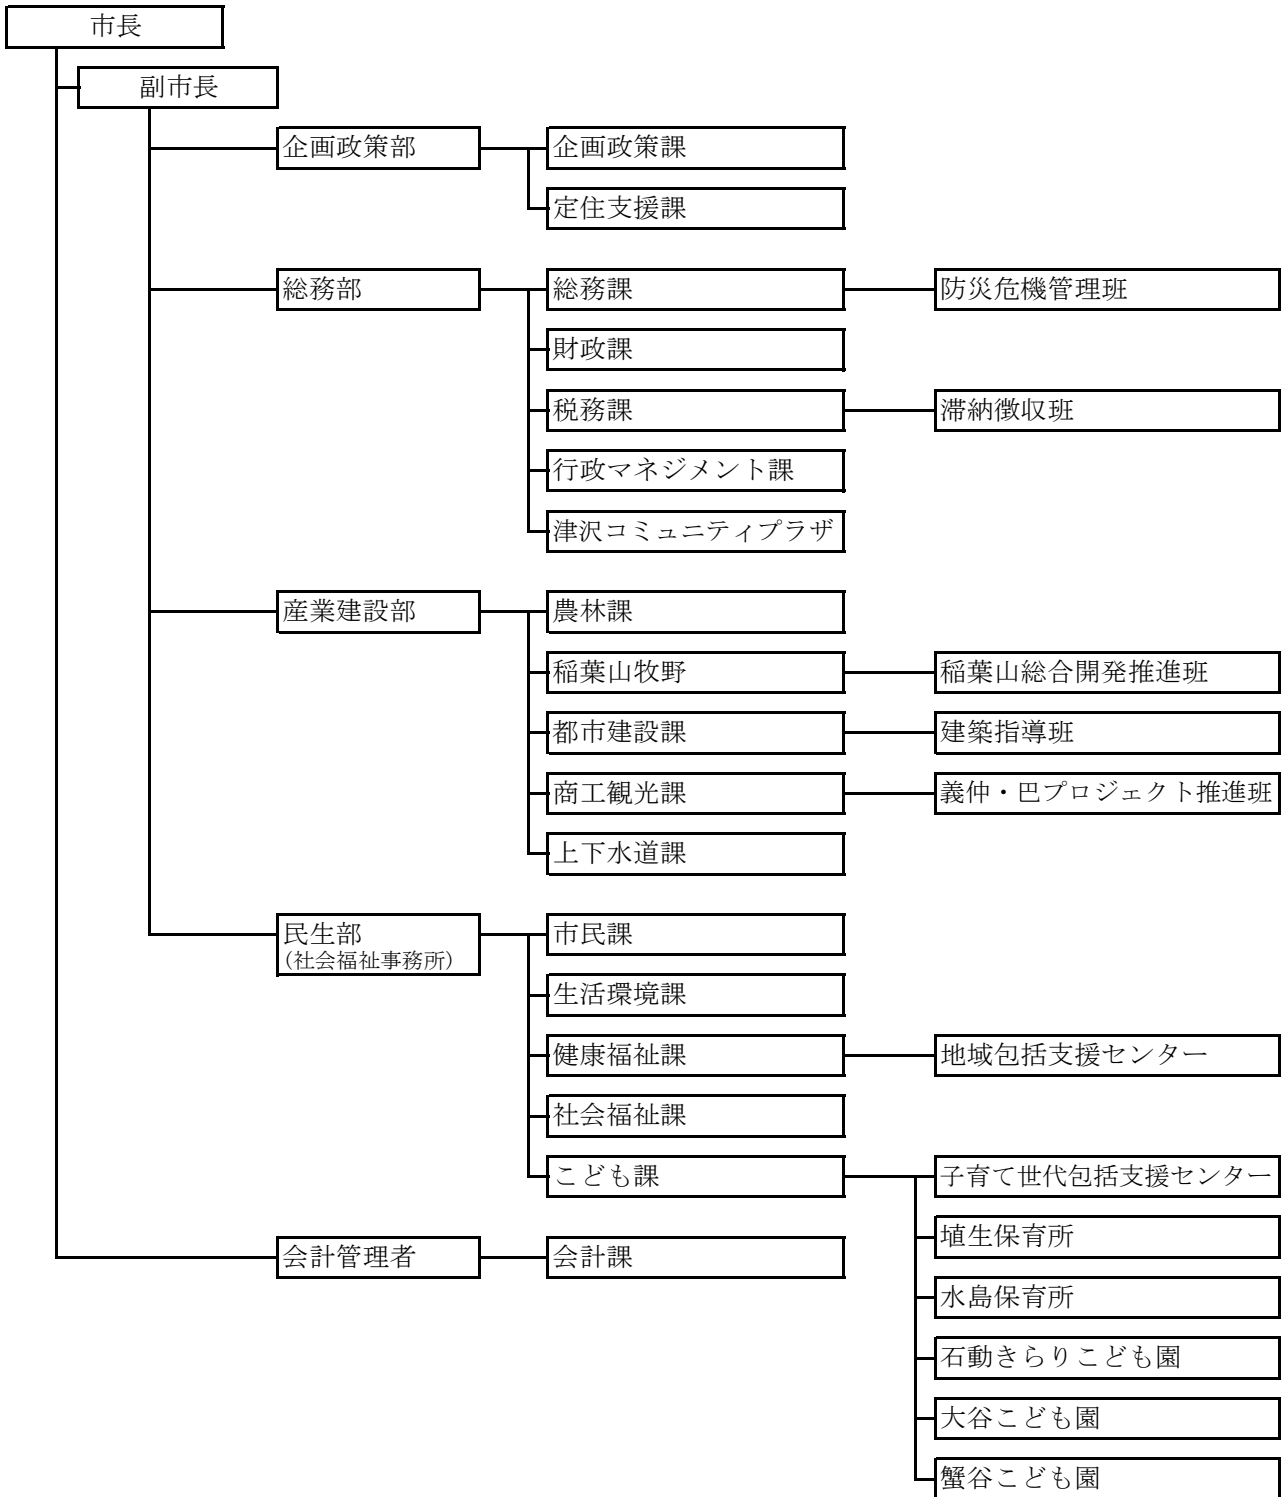 市長
副市長
企画政策部
企画政策課
定住支援課
総務部
総務課
防災危機管理班
財政課
税務課
滞納徴収班
行政マネジメント課
津沢コミュニティプラザ
産業建設部
農林課
稲葉山牧野
稲葉山総合開発推進班
都市建設課
建築指導班
商工観光課
義仲・巴プロジェクト推進班
上下水道課
民生部
(社会福祉事務所)
市民課
生活環境課
健康福祉課
地域包括支援センター
社会福祉課
こども課
子育て世代包括支援センター
埴生保育所
会計管理者
会計課
水島保育所
石動きらりこども園
大谷こども園
蟹谷こども園